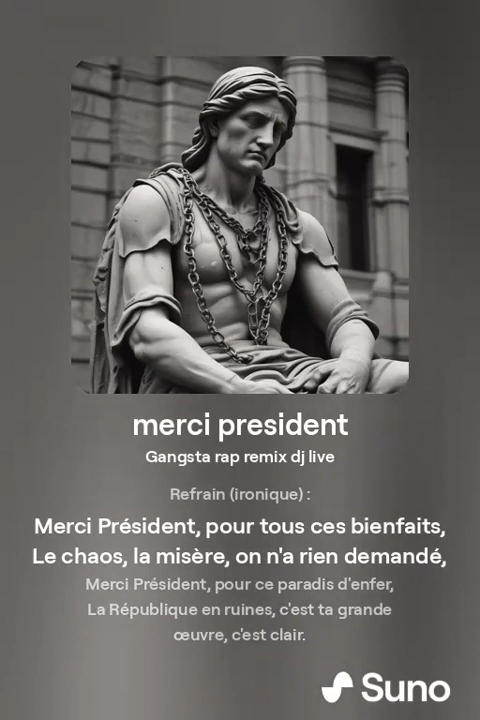 merci president
Gangsta rap remix dj live
Refrain (ironique) :
Merci Président, pour tous ces bienfaits,
Le chaos, la misère, on n'a rien demandé,
Merci Président, pour ce paradis d'enfer,
La République en ruines, c'est ta grande
œuvre, c'est clair.
Suno